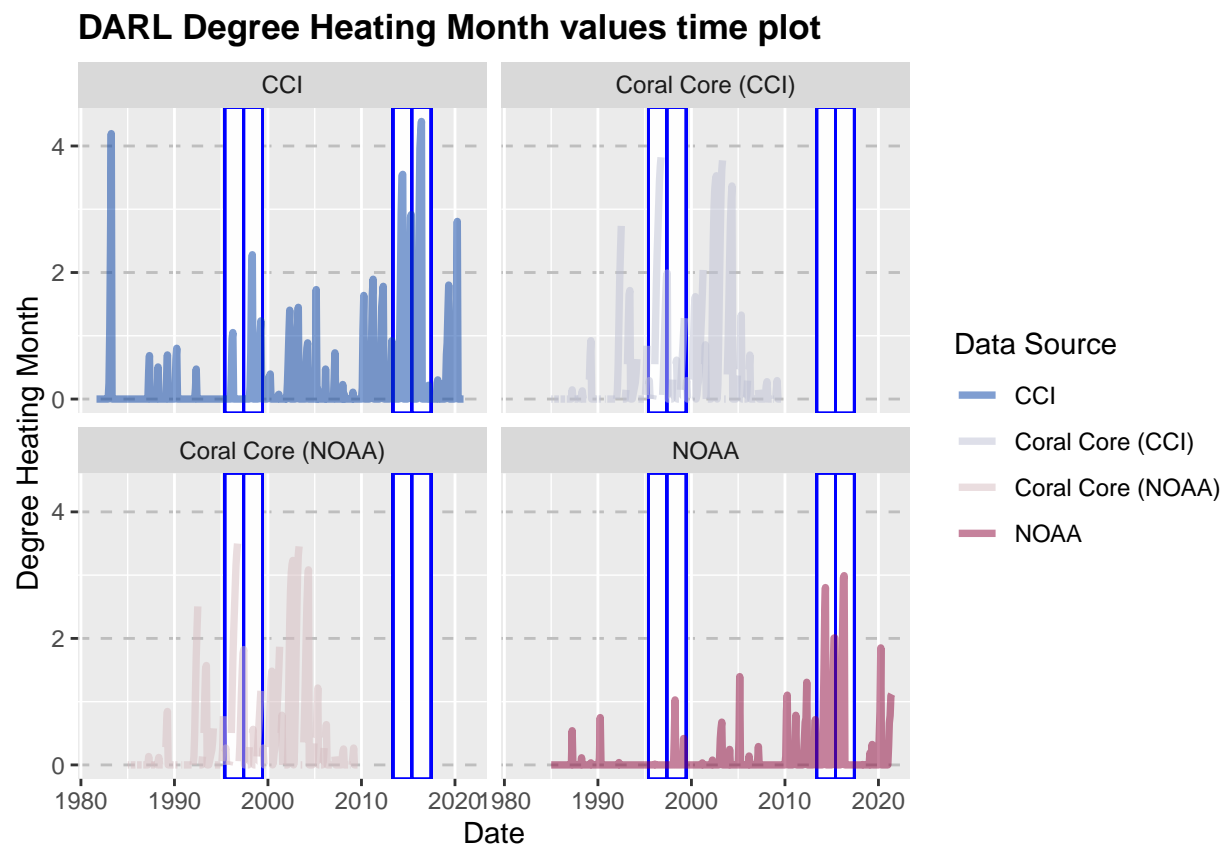 DARL Degree Heating Month values time plot
CCI
Coral Core (CCI)
4
2
0
Coral Core (NOAA)
NOAA
4
2
0
Degree Heating Month
1980 1990 2000 2010 2020
1980 1990 2000 2010 2020
Date
Data Source
CCI
Coral Core (CCI)
Coral Core (NOAA)
NOAA